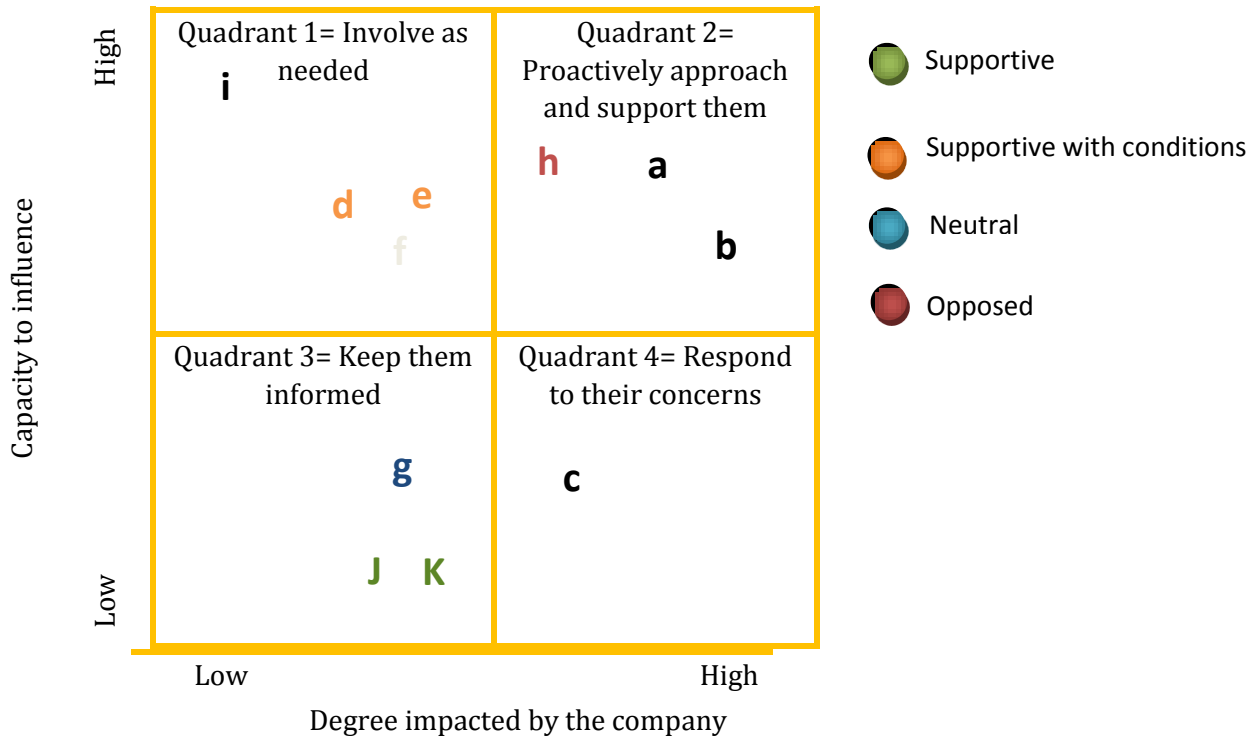 High
Quadrant 1= Involve as
needed
i
d
e
f
Quadrant 2=
Proactively approach
and support them
h
a
b
Supportive
Supportive with conditions
Neutral
Opposed
Capacity to influence
Quadrant 3= Keep them
informed
g
J
K
Quadrant 4= Respond
to their concerns
c
Low
Low
High
Degree impacted by the company